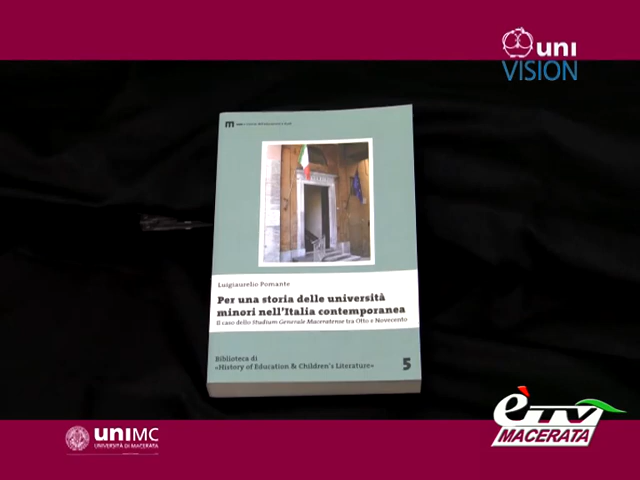 uni
VISION
Luigiaurelio Pomante
Per una storia delle università
minori nell'Italia contemporanea
Il caso dello Studium Generale Maceratense tra Otto e Novecento
Biblioteca di
«History of Education & Children's Literature»
5
uniMC
UNIVERSITÀ DI MACERATA
èTV
MACERATA